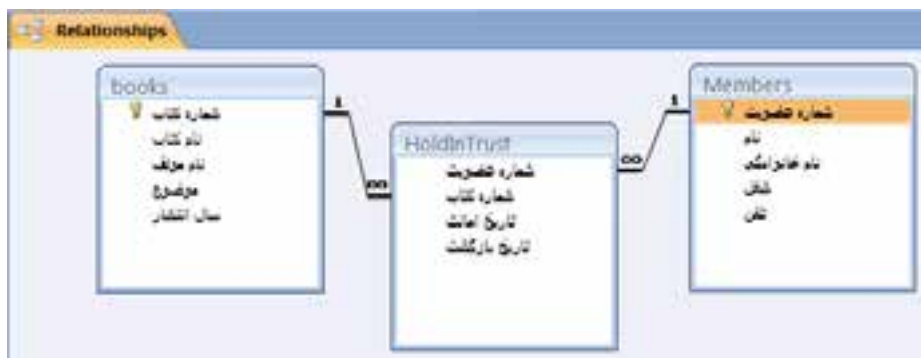 Relationships
books
شماره کتاب
نام کتاب
نام مولف
موضوع
سال انتشار
1
∞
HoldInTrust
شماره عضویت
شماره کتاب
تاریخ امانت
تاریخ بازگشت
1
∞
Members
شماره عضویت
نام
نام خانوادگی
شغل
تلفن